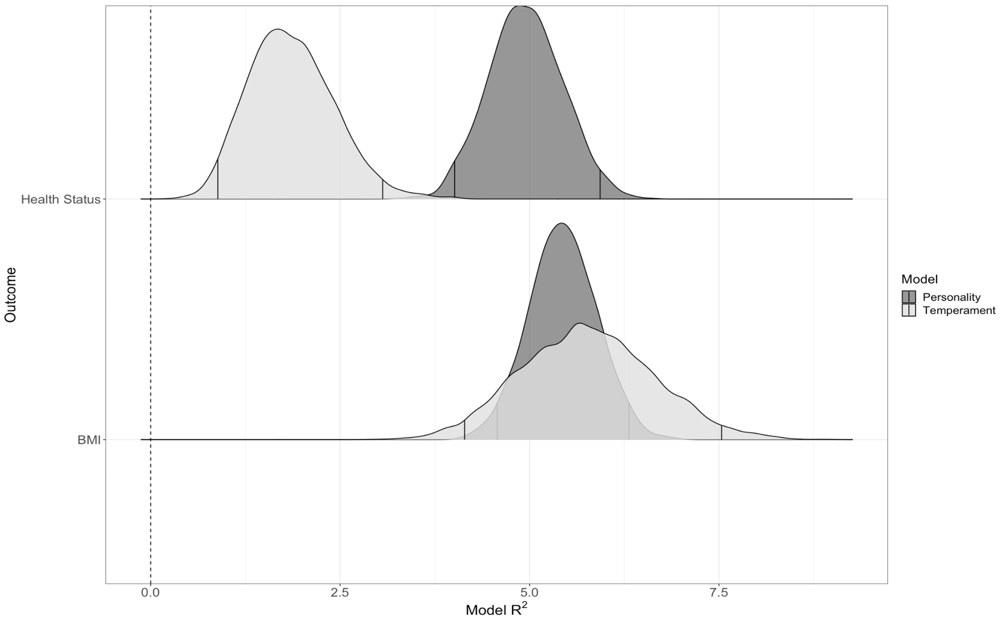 Outcome
Health Status
BMI
0.0 2.5 5.0 7.5
Model R²
Model
Personality
Temperament